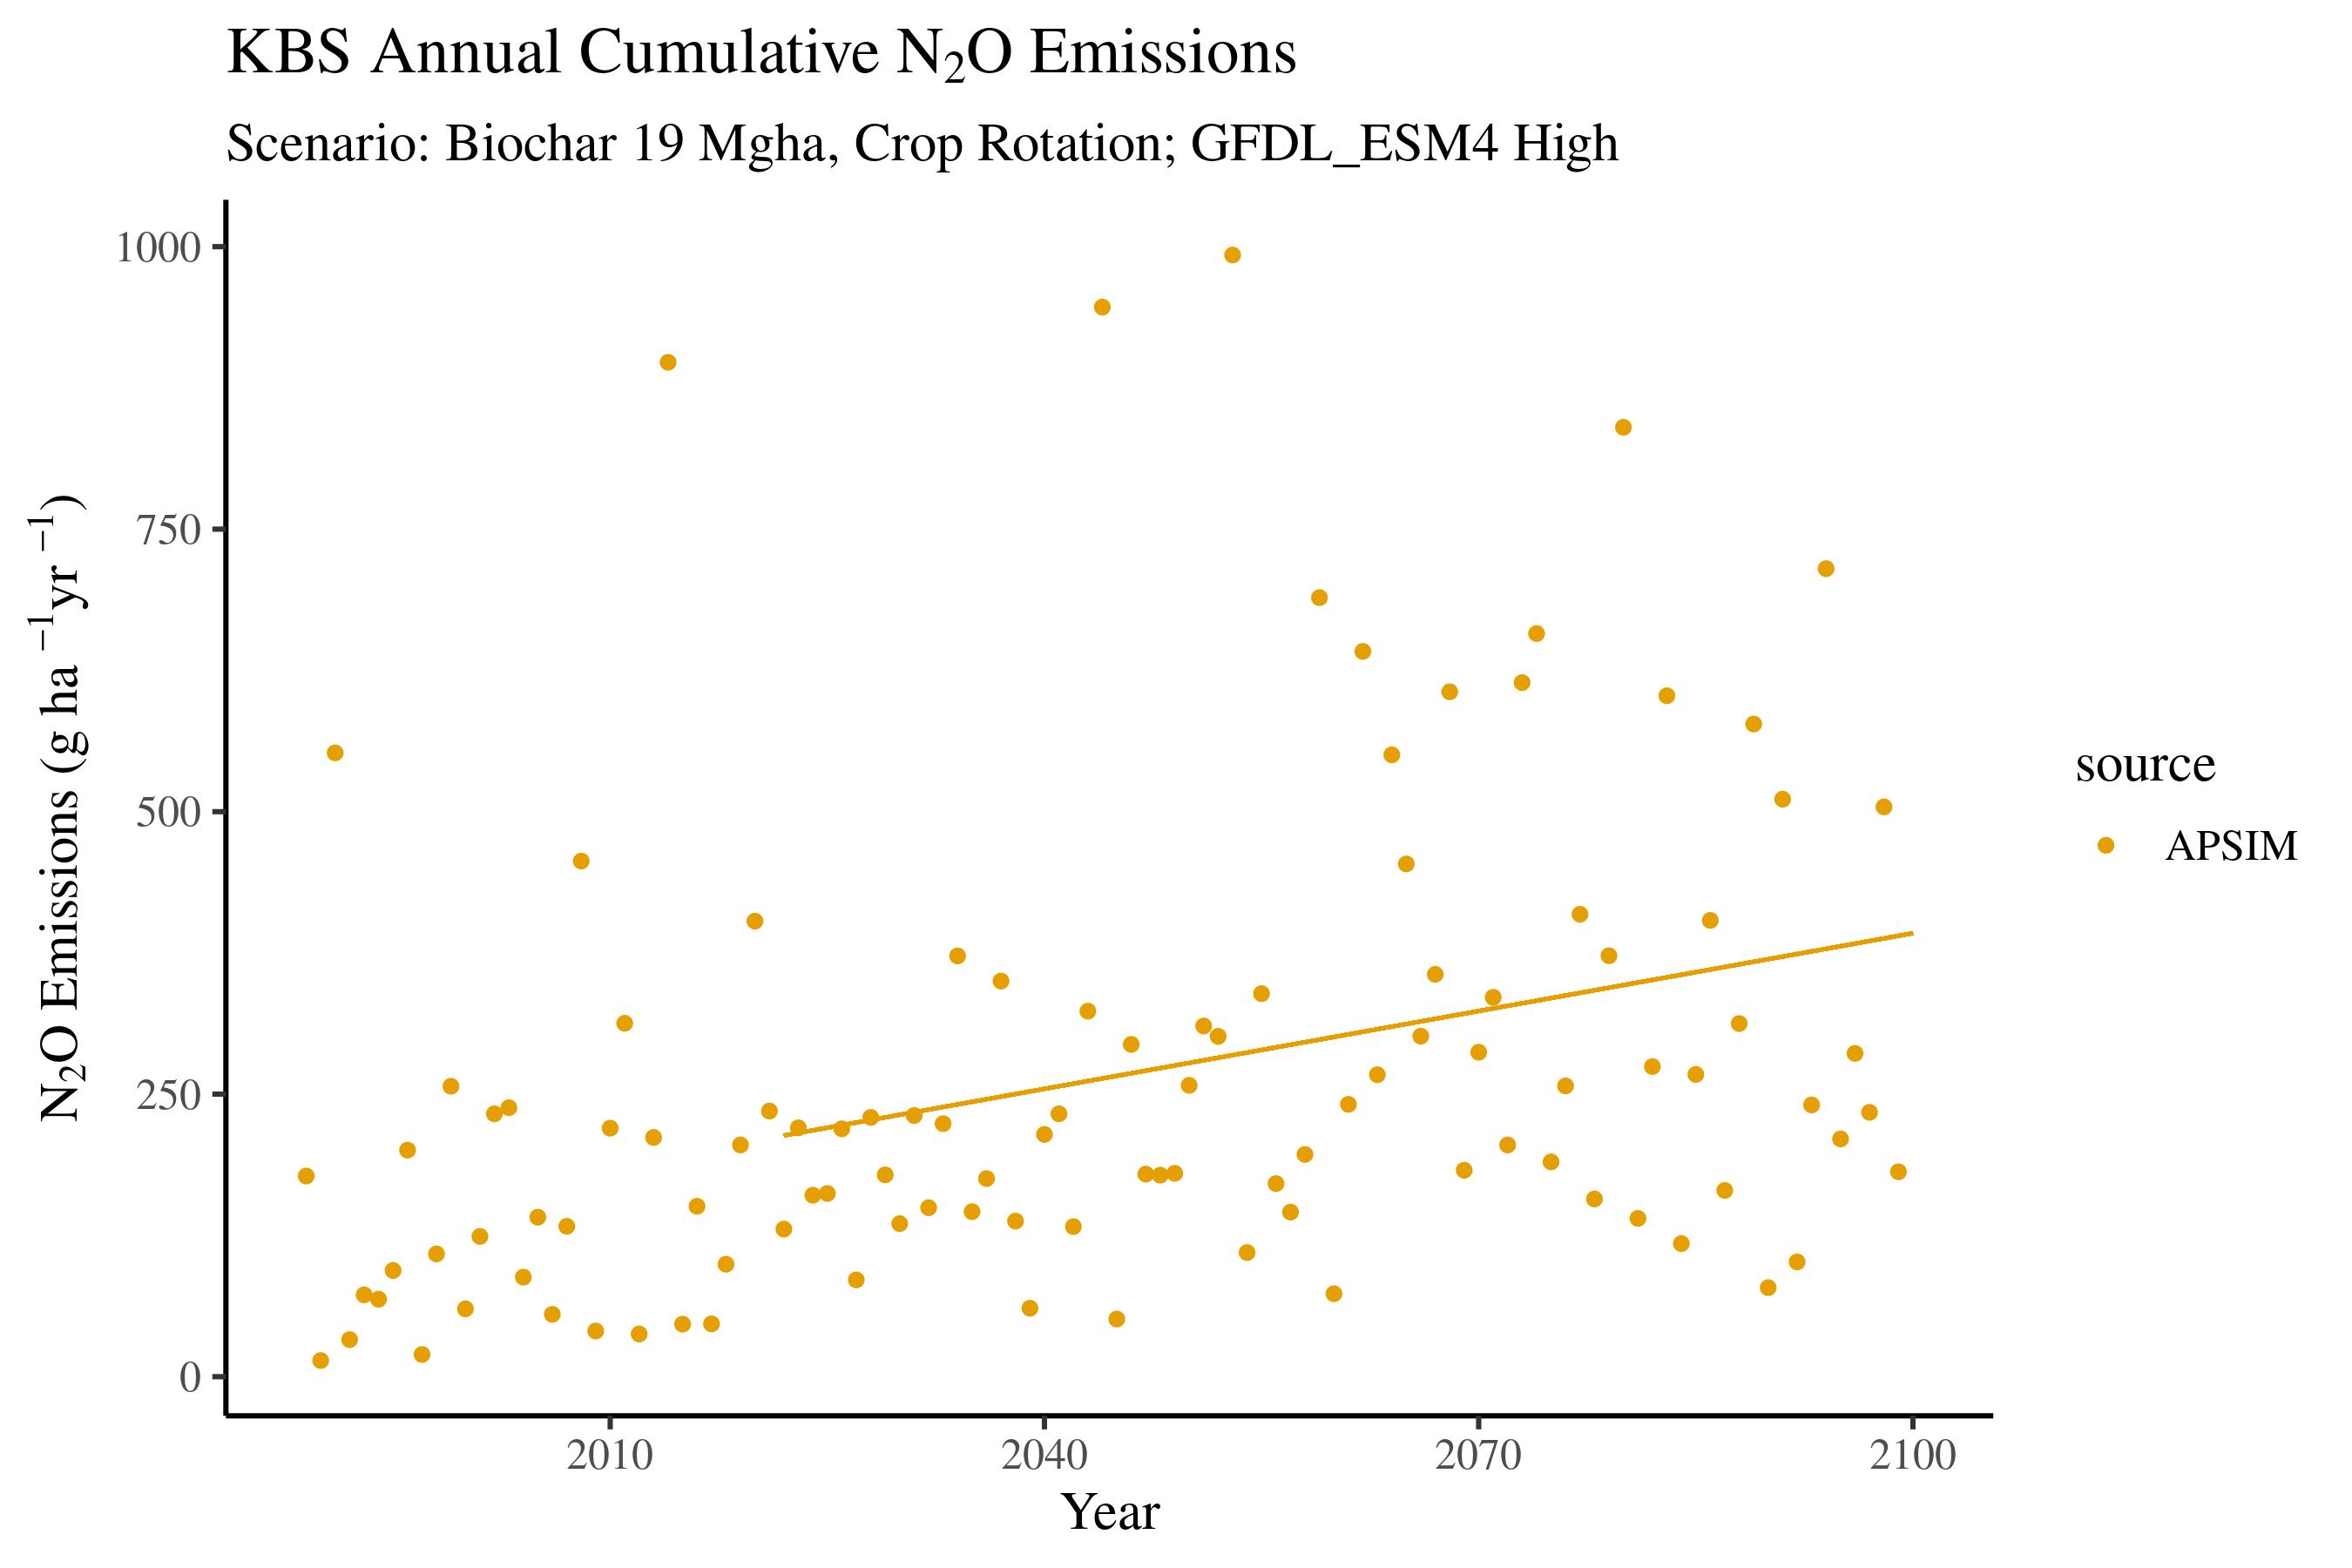 KBS Annual Cumulative N₂O Emissions
Scenario: Biochar 19 Mgha, Crop Rotation; GFDL_ESM4 High
N₂O Emissions (g ha⁻¹yr⁻¹)
1000
750
500
250
0
2010 2040 2070 2100
Year
source
APSIM